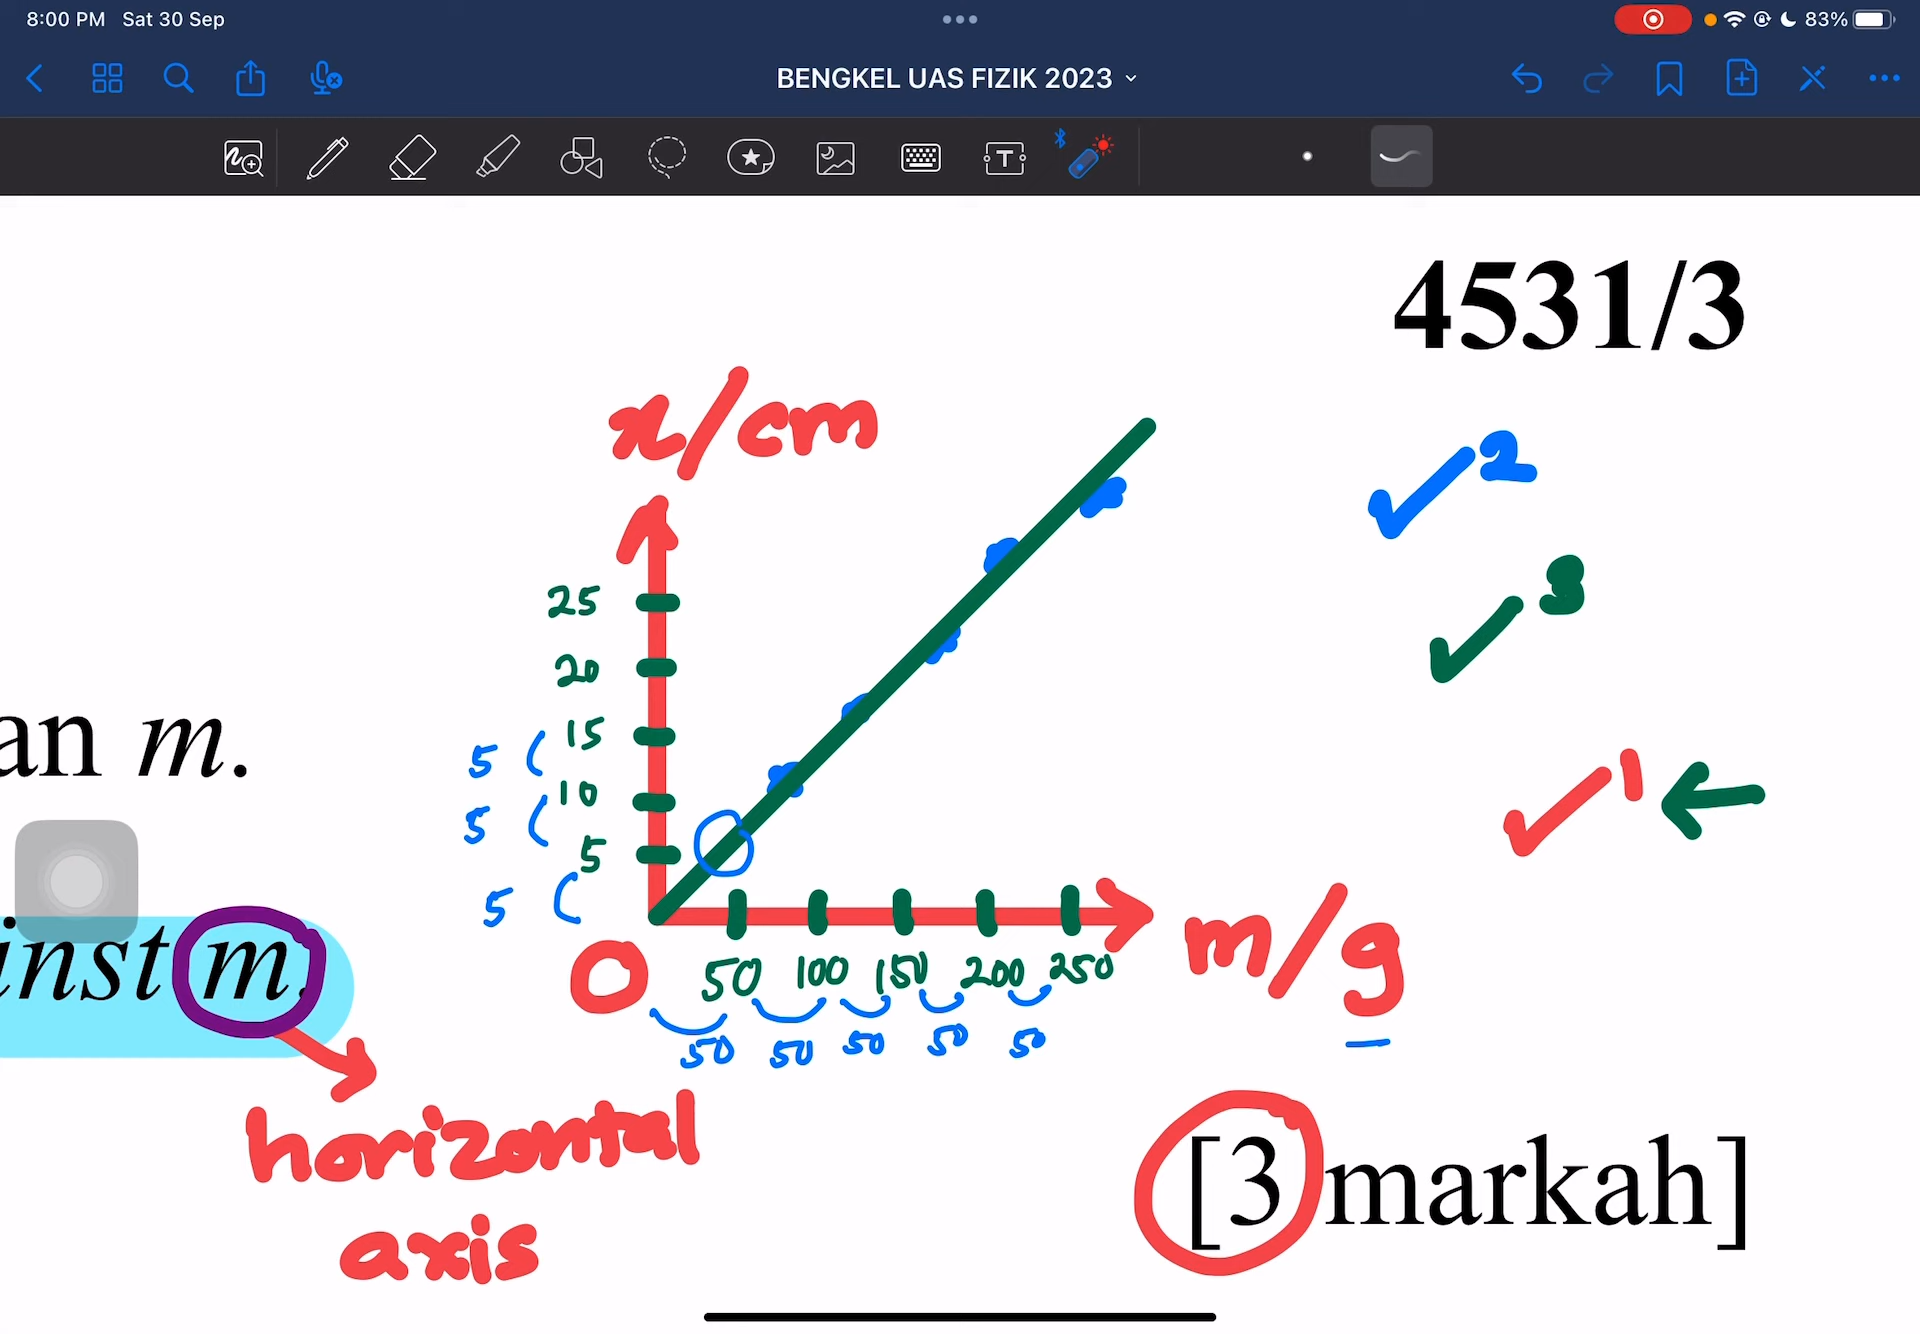 8:00 PM Sat 30 Sep
83%
BENGKEL UAS FIZIK 2023
T
4531/3
x/cm
2
3
25
20
15
10
5
5
5
5
an m.
1
inst m.
0
50 100 150 200 250
m/g
50 50 50 50 50
horizontal
axis
[3 markah]